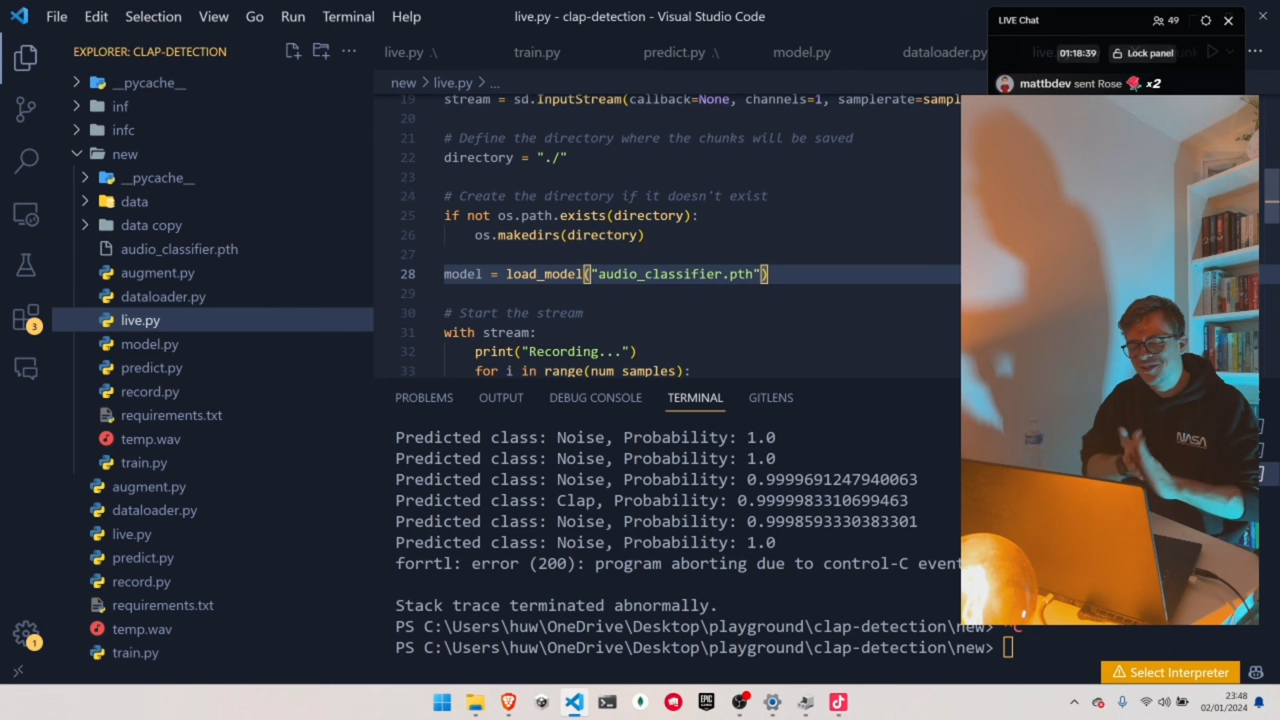 File Edit Selection View Go Run Terminal Help
live.py - clap-detection - Visual Studio Code
LIVE Chat
49
01:18:39
Lock panel
mattbdev sent Rose x2
EXPLORER: CLAP-DETECTION
__pycache__
inf
infc
new
__pycache__
data
data copy
audio_classifier.pth
augment.py
dataloader.py
live.py
model.py
predict.py
record.py
requirements.txt
temp.wav
train.py
augment.py
dataloader.py
live.py
predict.py
record.py
requirements.txt
temp.wav
train.py
3
1
live.py .\
train.py
predict.py .\
model.py
dataloader.py
live
new > live.py > ...
19 stream = sd.InputStream(callback=None, channels=1, samplerate=sampl
20
21 # Define the directory where the chunks will be saved
22 directory = "./"
23
24 # Create the directory if it doesn't exist
25 if not os.path.exists(directory):
26 os.makedirs(directory)
27
28 model = load_model("audio_classifier.pth")
29
30 # Start the stream
31 with stream:
32 print("Recording...")
33 for i in range(num_samples):
PROBLEMS OUTPUT DEBUG CONSOLE TERMINAL GITLENS
Predicted class: Noise, Probability: 1.0
Predicted class: Noise, Probability: 1.0
Predicted class: Noise, Probability: 0.9999691247940063
Predicted class: Clap, Probability: 0.9999983310699463
Predicted class: Noise, Probability: 0.9998593330383301
Predicted class: Noise, Probability: 1.0
forrtl: error (200): program aborting due to control-C event
Stack trace terminated abnormally.
PS C:\Users\huw\OneDrive\Desktop\playground\clap-detection\new> ^C
PS C:\Users\huw\OneDrive\Desktop\playground\clap-detection\new>
NASA
Select Interpreter
EPIC GAMES
23:48
02/01/2024